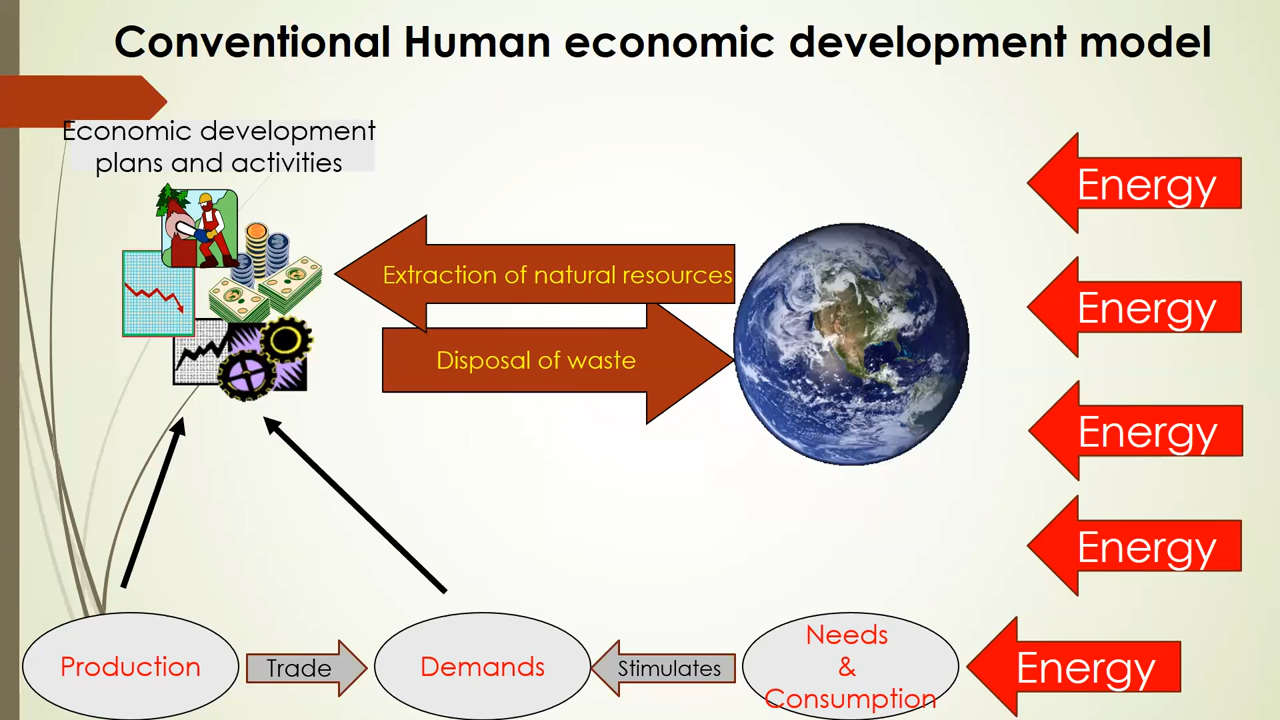 Conventional Human economic development model
Economic development
plans and activities
Energy
Extraction of natural resources
Energy
Disposal of waste
Energy
Energy
Needs
&
Consumption
Production
Trade
Demands
Stimulates
Energy